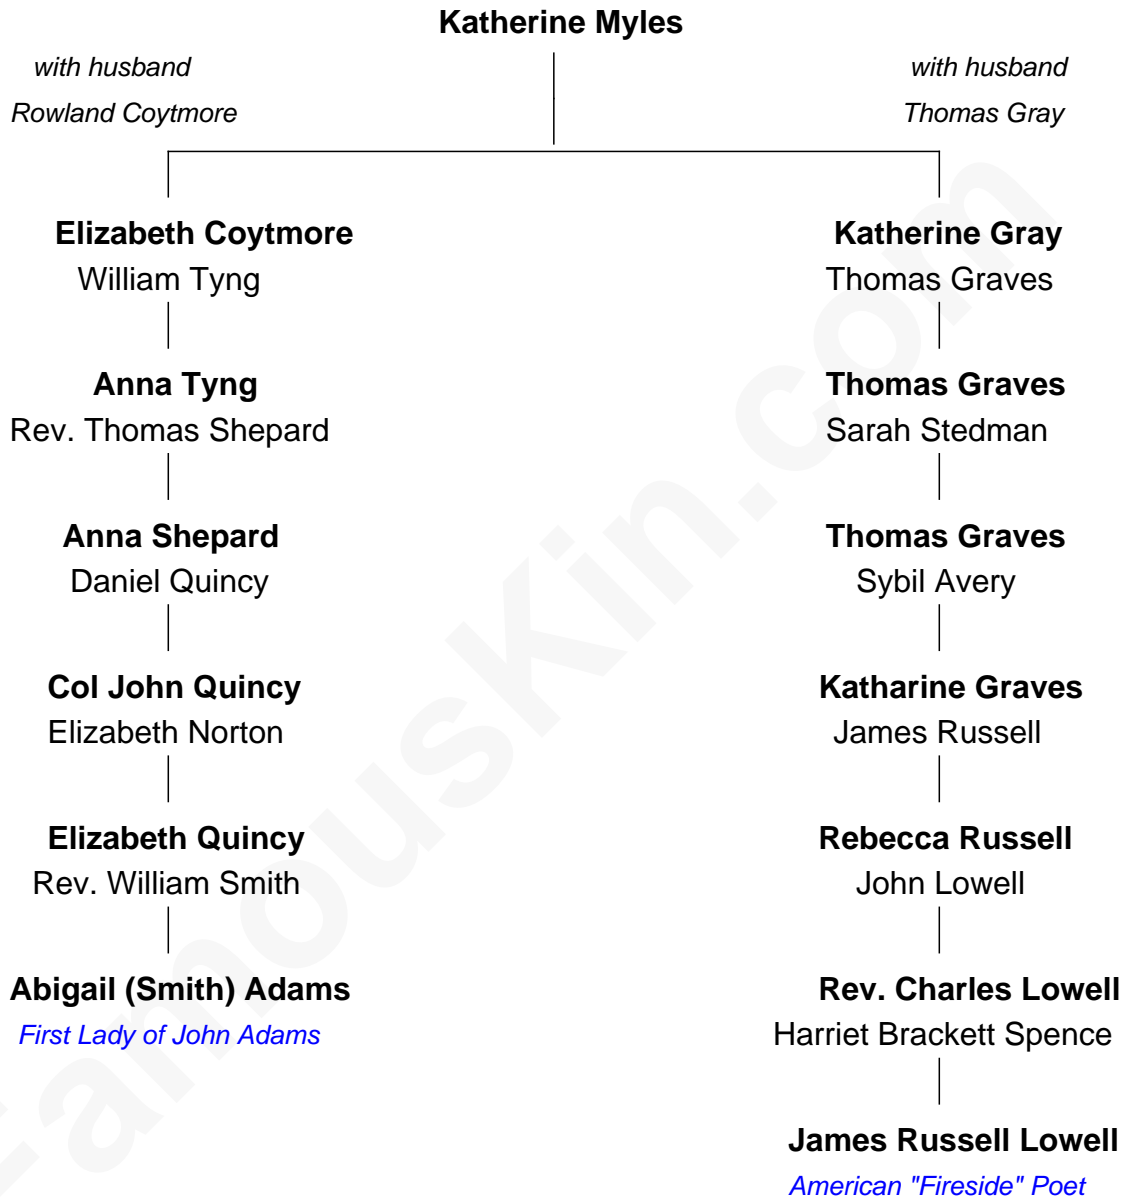 Katherine Myles
with husband
Rowland Coytmore
with husband
Thomas Gray
Elizabeth Coytmore
William Tyng
Katherine Gray
Thomas Graves
Anna Tyng
Rev. Thomas Shepard
Thomas Graves
Sarah Stedman
Anna Shepard
Daniel Quincy
Thomas Graves
Sybil Avery
Col John Quincy
Elizabeth Norton
Katharine Graves
James Russell
Elizabeth Quincy
Rev. William Smith
Rebecca Russell
John Lowell
Abigail (Smith) Adams
First Lady of John Adams
Rev. Charles Lowell
Harriet Brackett Spence
James Russell Lowell
American "Fireside" Poet
FamousKin.com